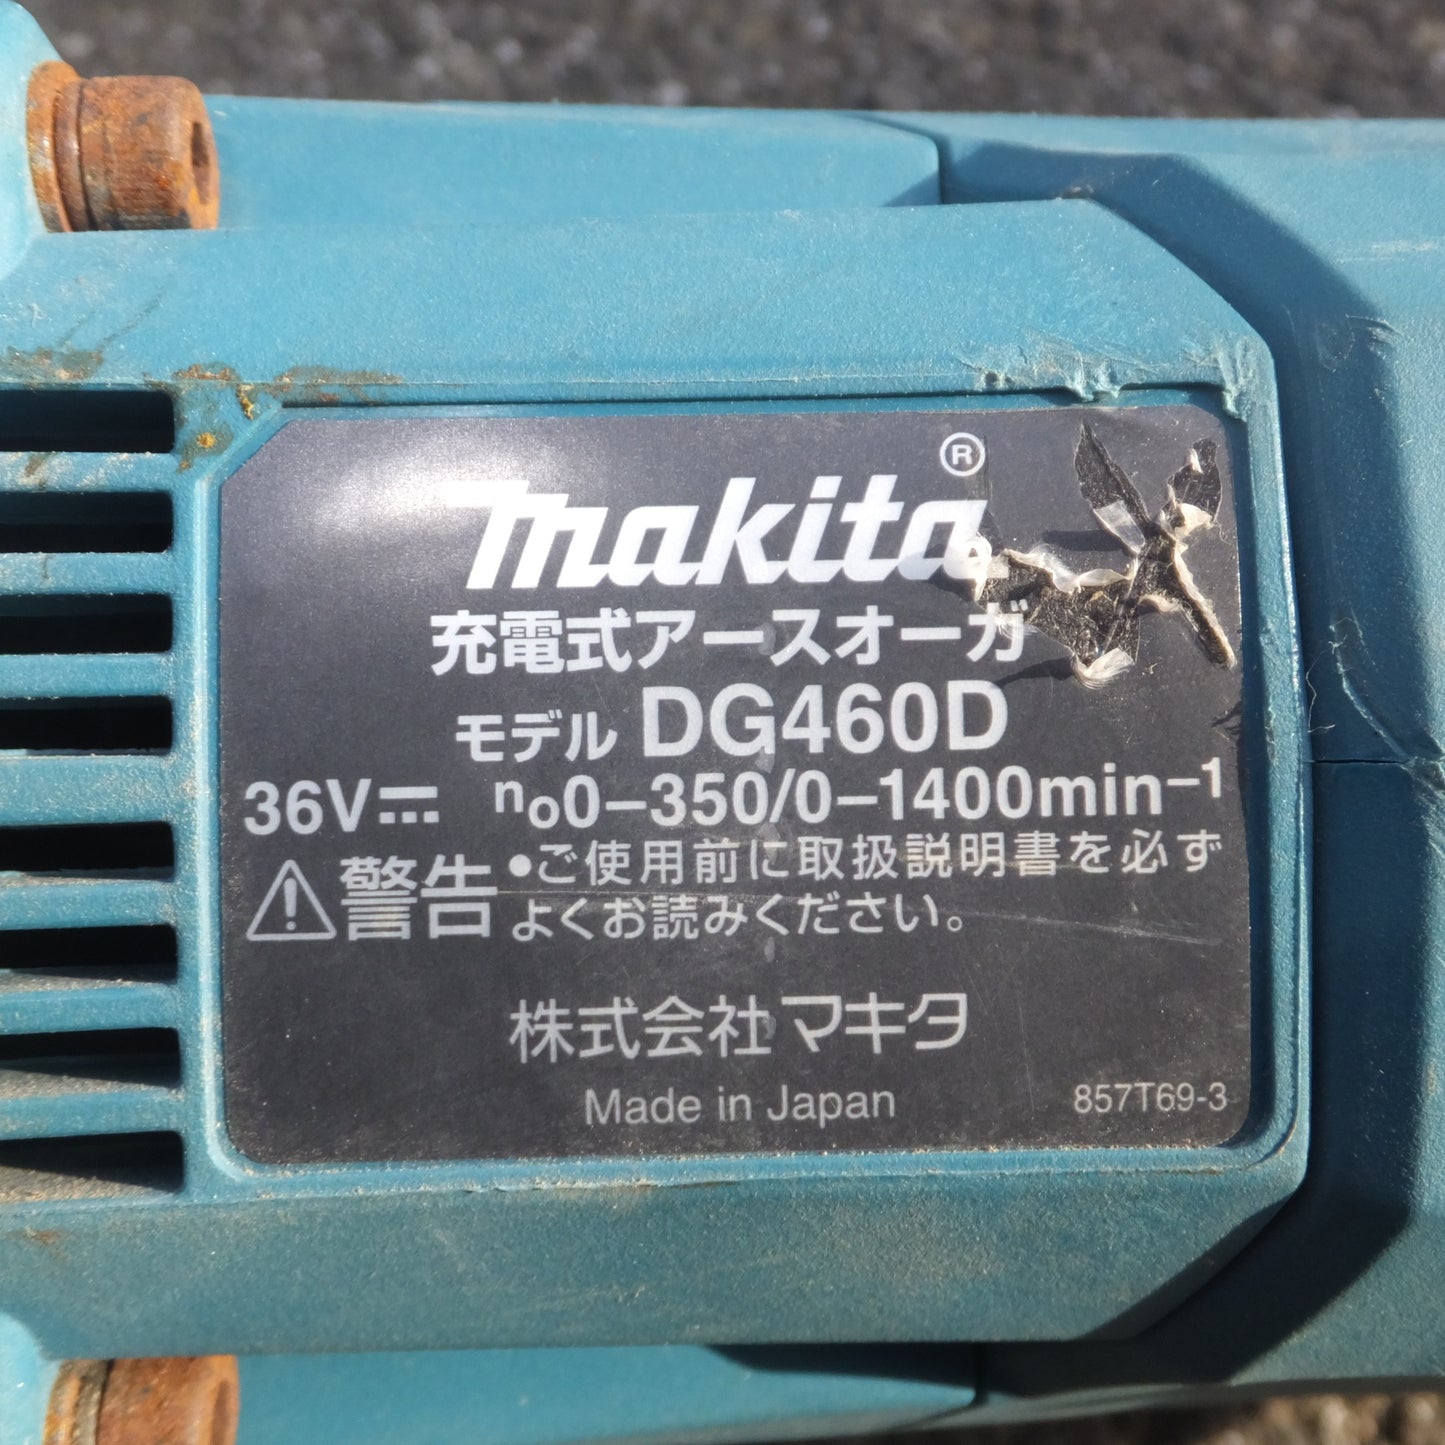 makita®
充電式アースオーガ
モデル DG460D
36V⎓ no0-350/0-1400min-1
⚠警告 •ご使用前に取扱説明書を必ず
よくお読みください。
株式会社マキタ
Made in Japan 857T69-3